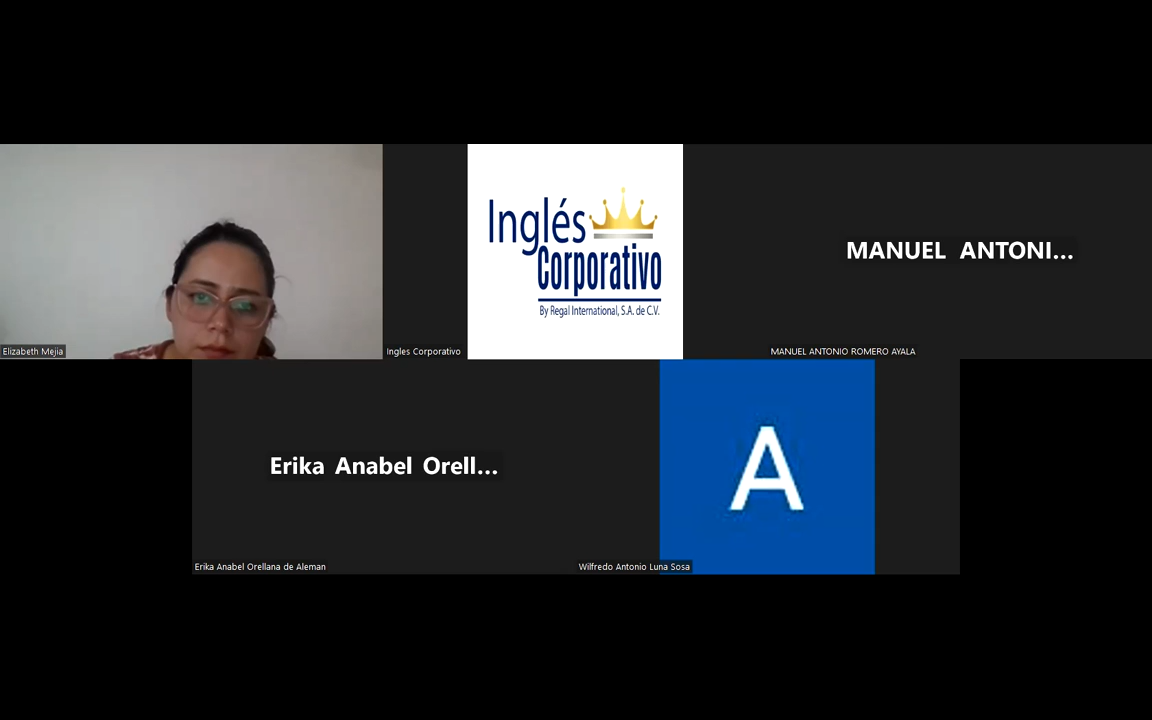 Inglés
Corporativo
By Regal International, S.A. de C.V.
MANUEL ANTONI...
Elizabeth Mejia
Ingles Corporativo
MANUEL ANTONIO ROMERO AYALA
Erika Anabel Orell...
A
Erika Anabel Orellana de Aleman
Wilfredo Antonio Luna Sosa